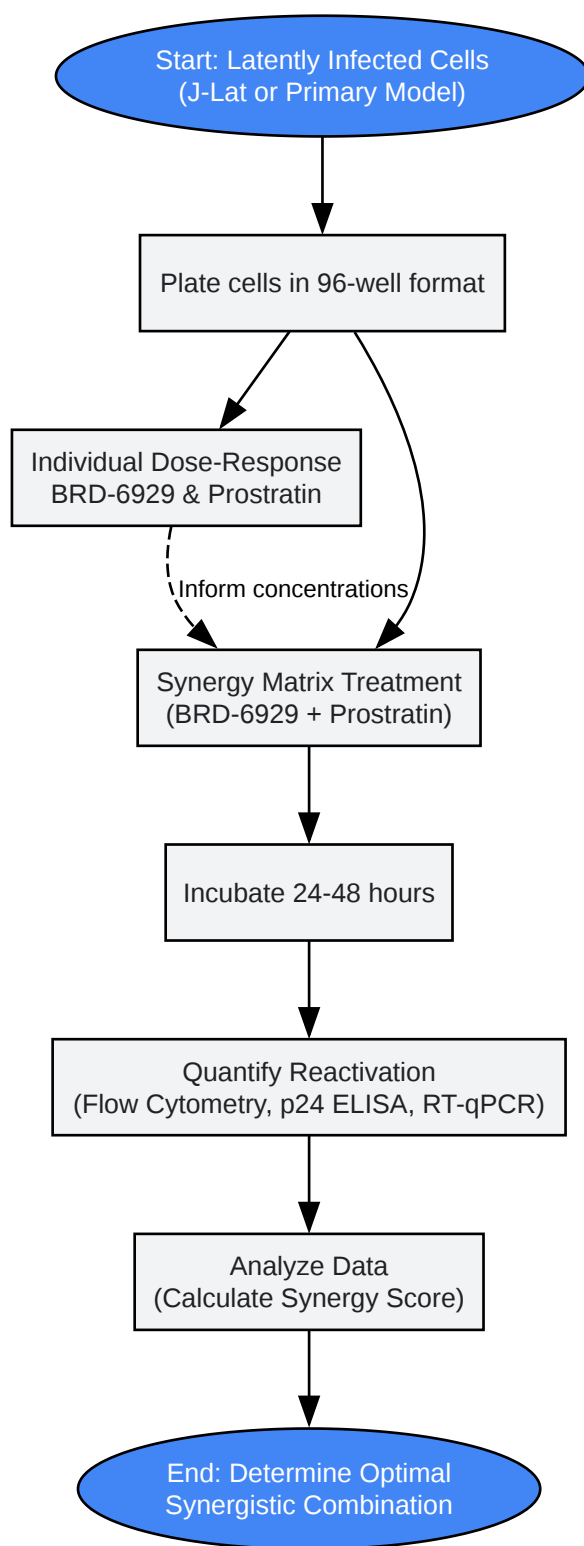 Start: Latently Infected Cells
(J-Lat or Primary Model)
Plate cells in 96-well format
Individual Dose-Response
BRD-6929 & Prostratin
Inform concentrations
Synergy Matrix Treatment
(BRD-6929 + Prostratin)
Incubate 24-48 hours
Quantify Reactivation
(Flow Cytometry, p24 ELISA, RT-qPCR)
Analyze Data
(Calculate Synergy Score)
End: Determine Optimal
Synergistic Combination